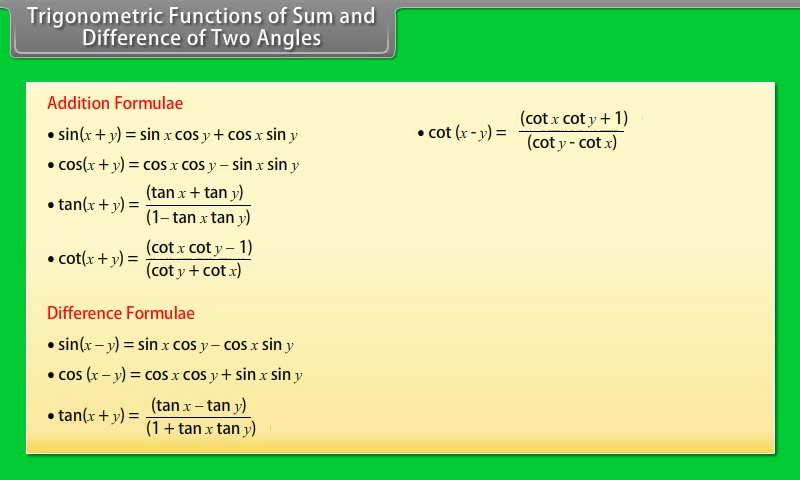 Trigonometric Functions of Sum and
Difference of Two Angles
Addition Formulae
• sin(x + y) = sin x cos y + cos x sin y
• cos(x + y) = cos x cos y – sin x sin y
• tan(x + y) = (tan x + tan y) / (1 – tan x tan y)
• cot(x + y) = (cot x cot y – 1) / (cot y + cot x)
Difference Formulae
• sin(x – y) = sin x cos y – cos x sin y
• cos (x – y) = cos x cos y + sin x sin y
• tan(x + y) = (tan x – tan y) / (1 + tan x tan y)
• cot (x - y) = (cot x cot y + 1) / (cot y - cot x)